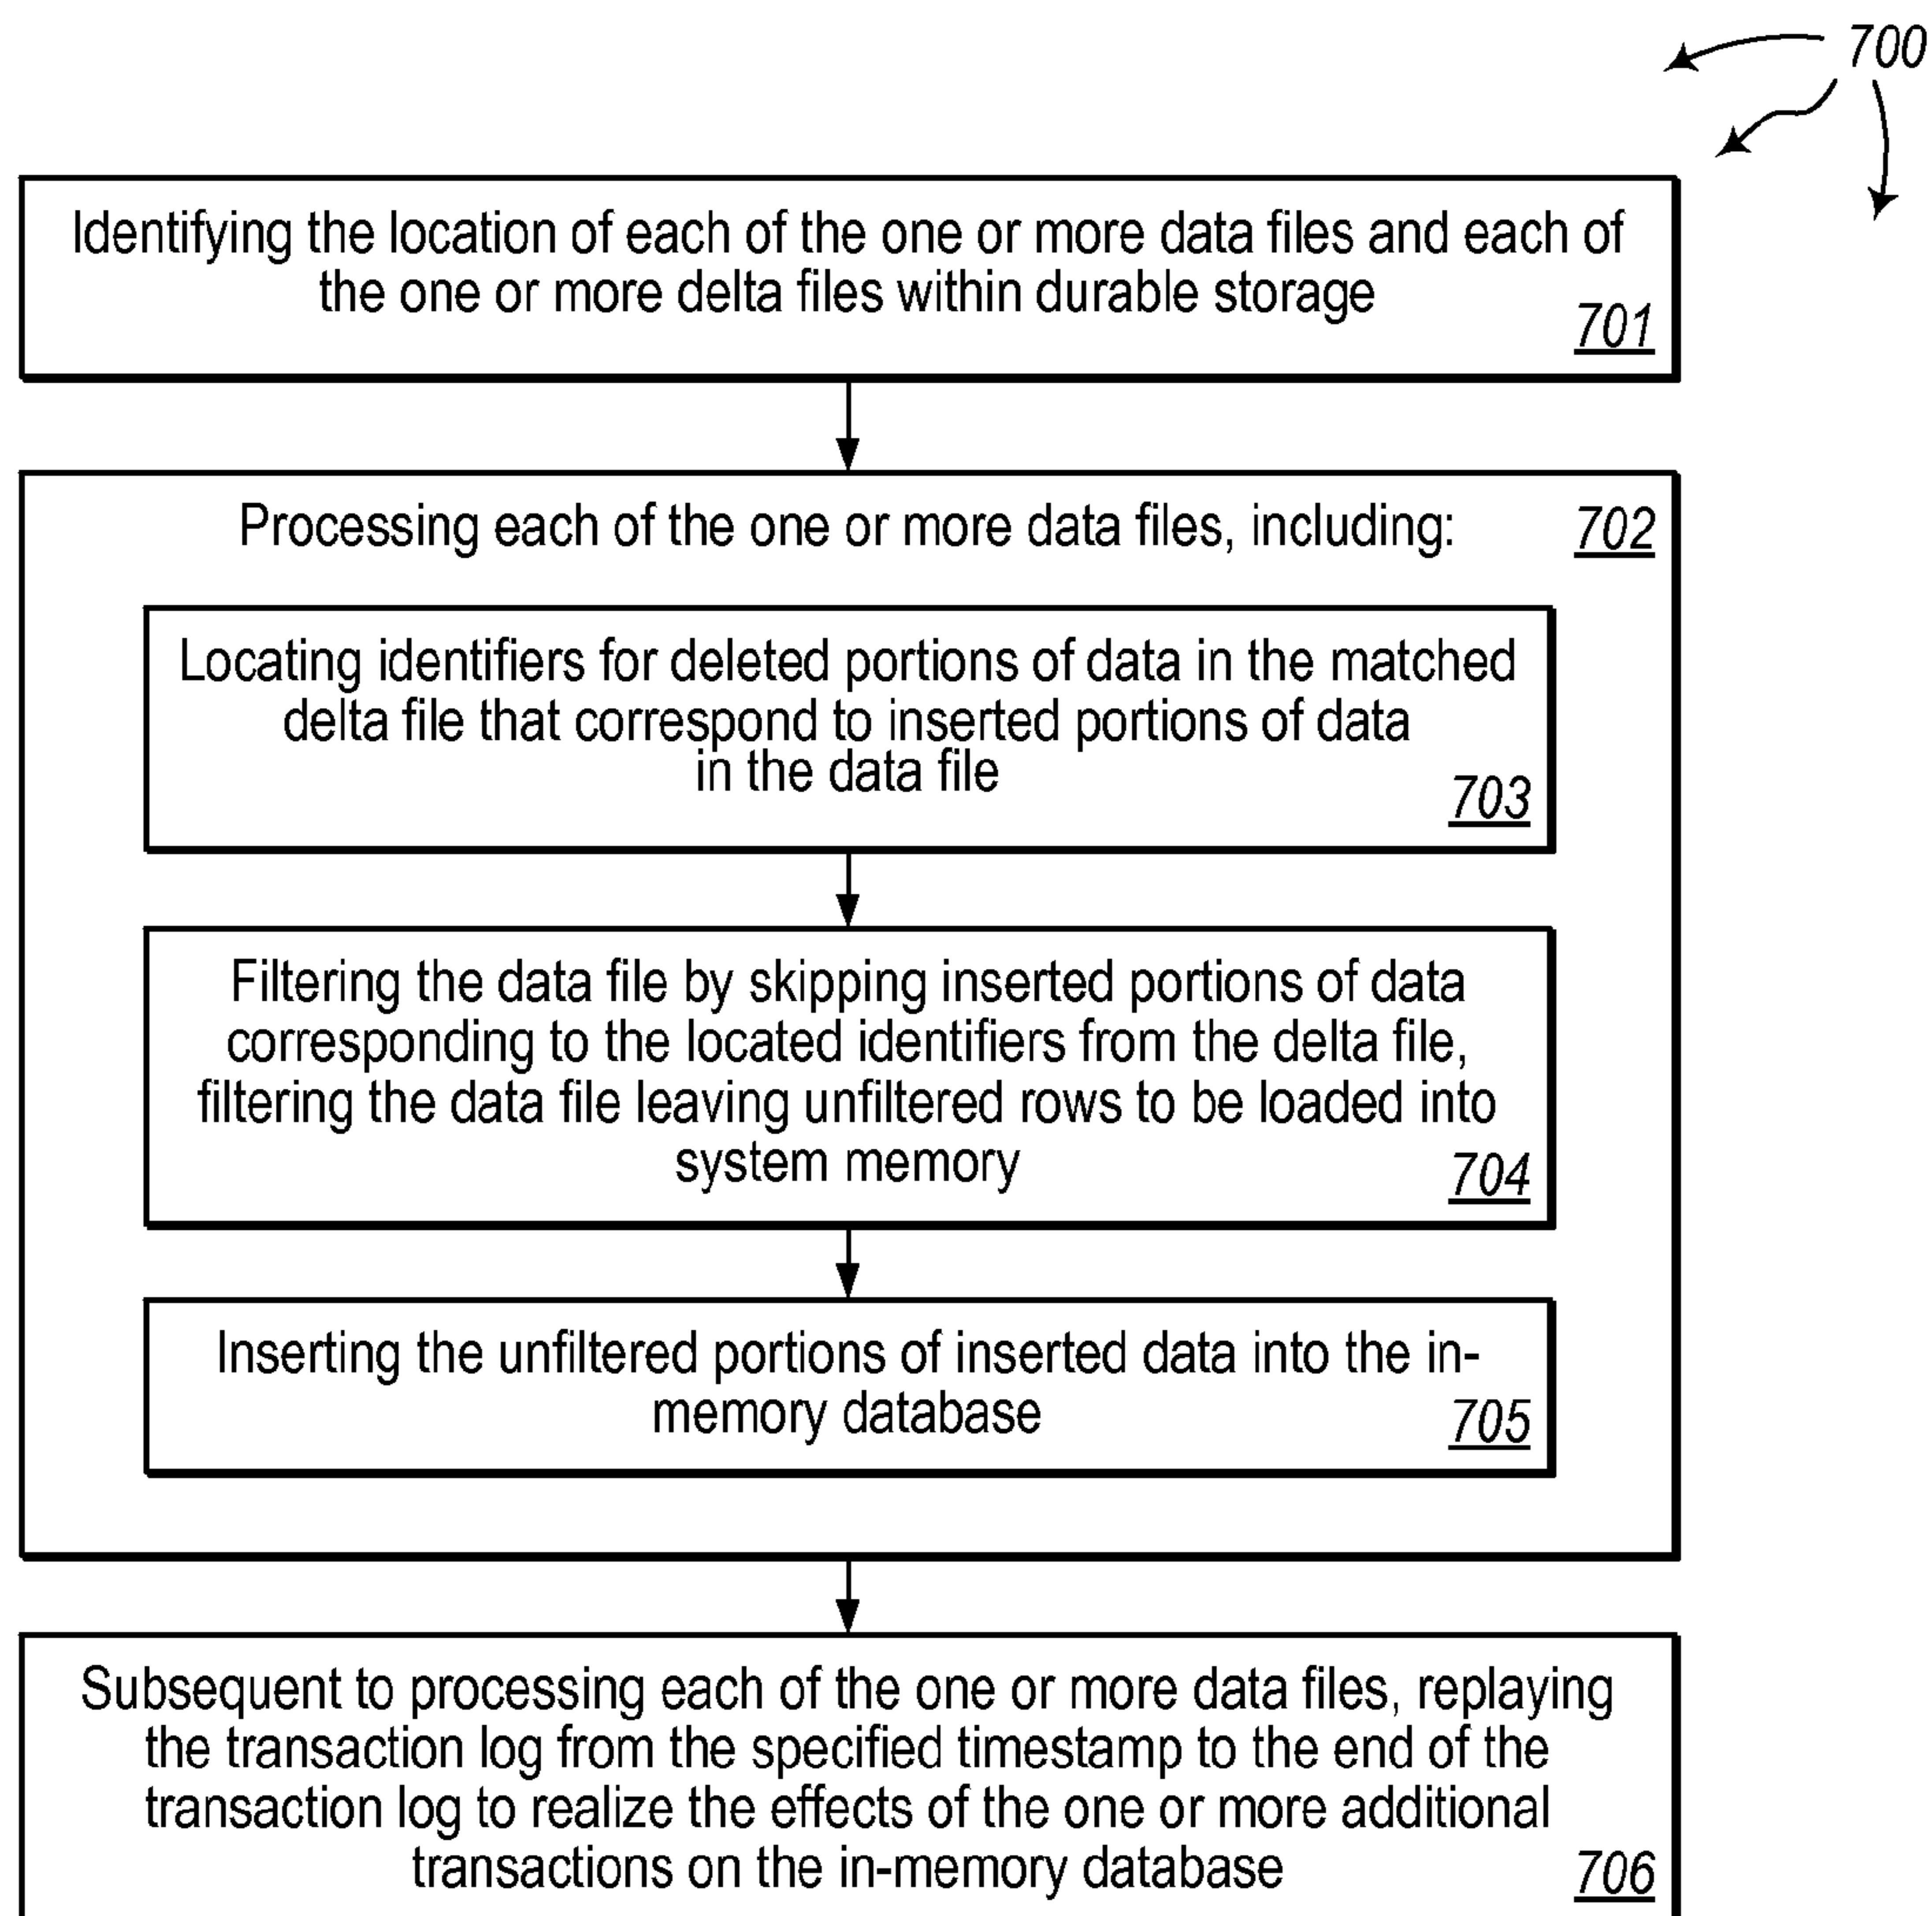 700
Identifying the location of each of the one or more data files and each of
the one or more delta files within durable storage
701
Processing each of the one or more data files, including:
702
Locating identifiers for deleted portions of data in the matched
delta file that correspond to inserted portions of data
in the data file
703
Filtering the data file by skipping inserted portions of data
corresponding to the located identifiers from the delta file,
filtering the data file leaving unfiltered rows to be loaded into
system memory
704
Inserting the unfiltered portions of inserted data into the in-
memory database
705
Subsequent to processing each of the one or more data files, replaying
the transaction log from the specified timestamp to the end of the
transaction log to realize the effects of the one or more additional
transactions on the in-memory database
706